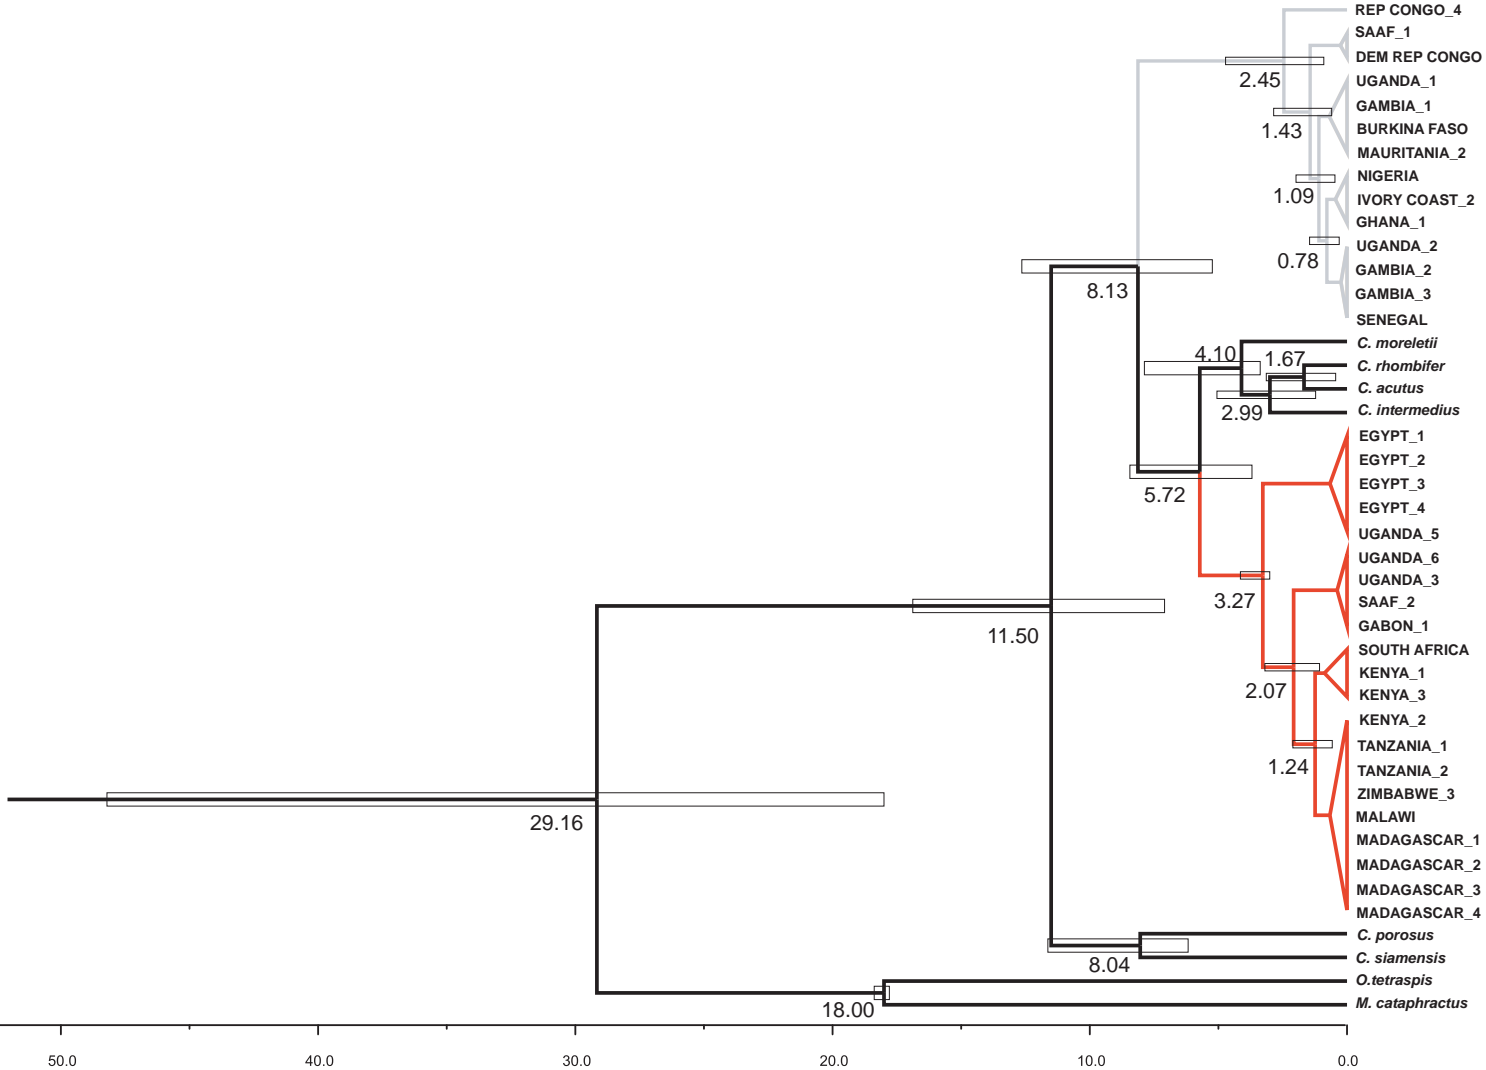 REP CONGO_4
SAAF_1
DEM REP CONGO
2.45
UGANDA_1
GAMBIA_1
1.43
BURKINA FASO
MAURITANIA_2
NIGERIA
1.09
IVORY COAST_2
GHANA_1
UGANDA_2
0.78
GAMBIA_2
8.13
GAMBIA_3
SENEGAL
C. moreletii
4.10
1.67
C. rhombifer
C. acutus
2.99
C. intermedius
EGYPT_1
EGYPT_2
EGYPT_3
5.72
EGYPT_4
UGANDA_5
UGANDA_6
UGANDA_3
3.27
SAAF_2
GABON_1
11.50
SOUTH AFRICA
KENYA_1
2.07
KENYA_3
KENYA_2
TANZANIA_1
1.24
TANZANIA_2
ZIMBABWE_3
MALAWI
29.16
MADAGASCAR_1
MADAGASCAR_2
MADAGASCAR_3
MADAGASCAR_4
C. porosus
C. siamensis
8.04
O.tetraspis
M. cataphractus
18.00
50.0 40.0 30.0 20.0 10.0 0.0